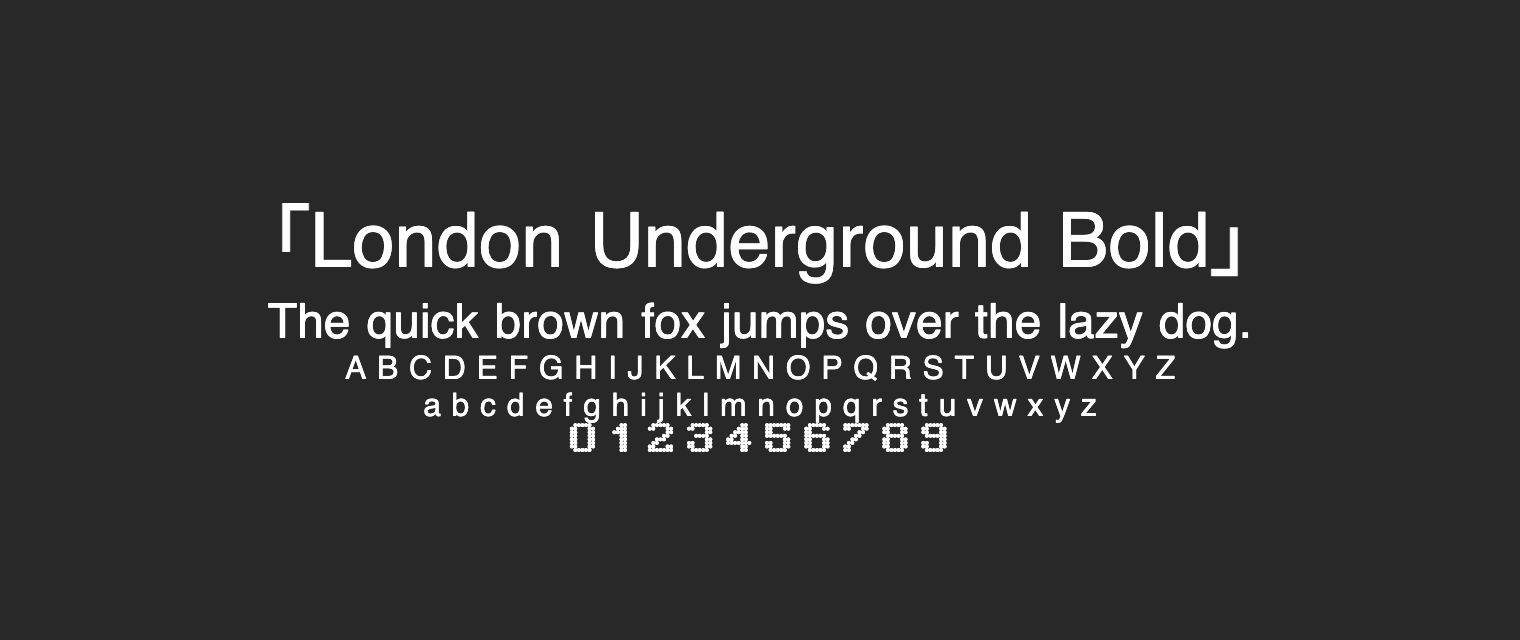 「London Underground Bold」
The quick brown fox jumps over the lazy dog.
A B C D E F G H I J K L M N O P Q R S T U V W X Y Z
a b c d e f g h i j k l m n o p q r s t u v w x y z
0 1 2 3 4 5 6 7 8 9